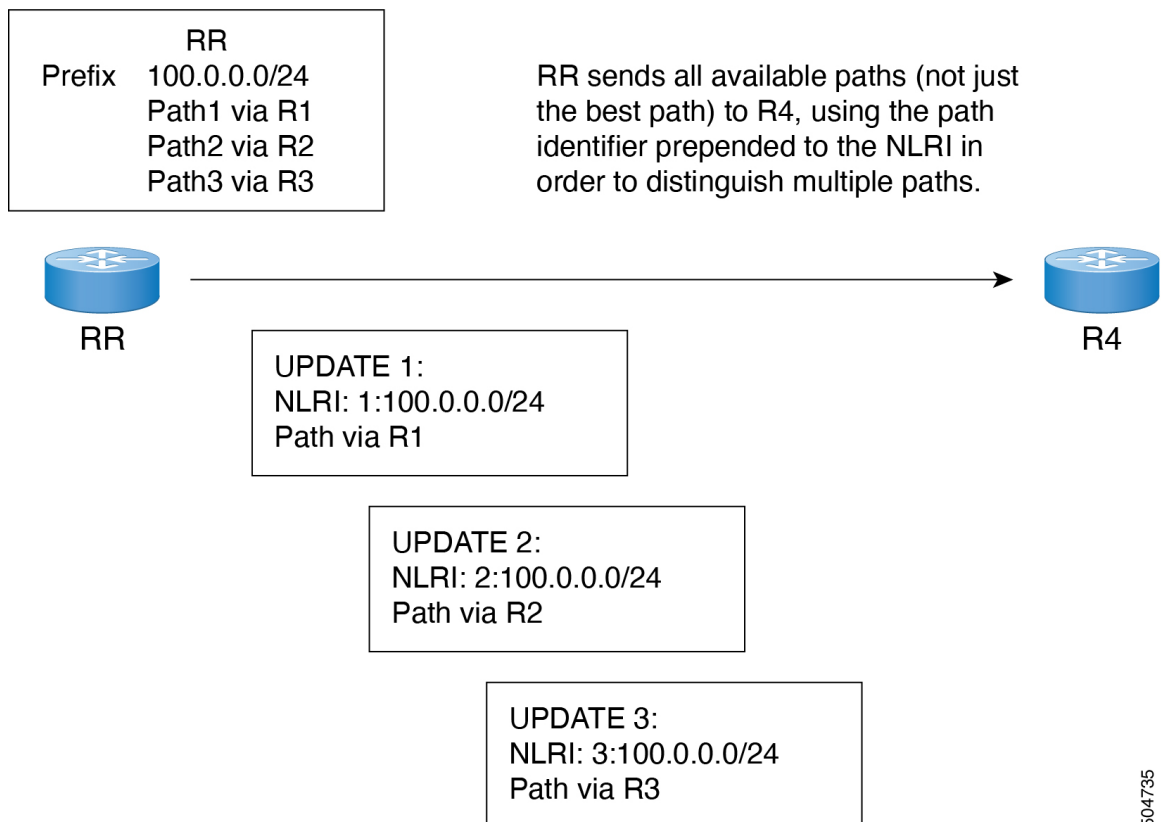 RR
Prefix 100.0.0.0/24
Path1 via R1
Path2 via R2
Path3 via R3
RR sends all available paths (not just
the best path) to R4, using the path
identifier prepended to the NLRI in
order to distinguish multiple paths.
RR
R4
UPDATE 1:
NLRI: 1:100.0.0.0/24
Path via R1
UPDATE 2:
NLRI: 2:100.0.0.0/24
Path via R2
UPDATE 3:
NLRI: 3:100.0.0.0/24
Path via R3